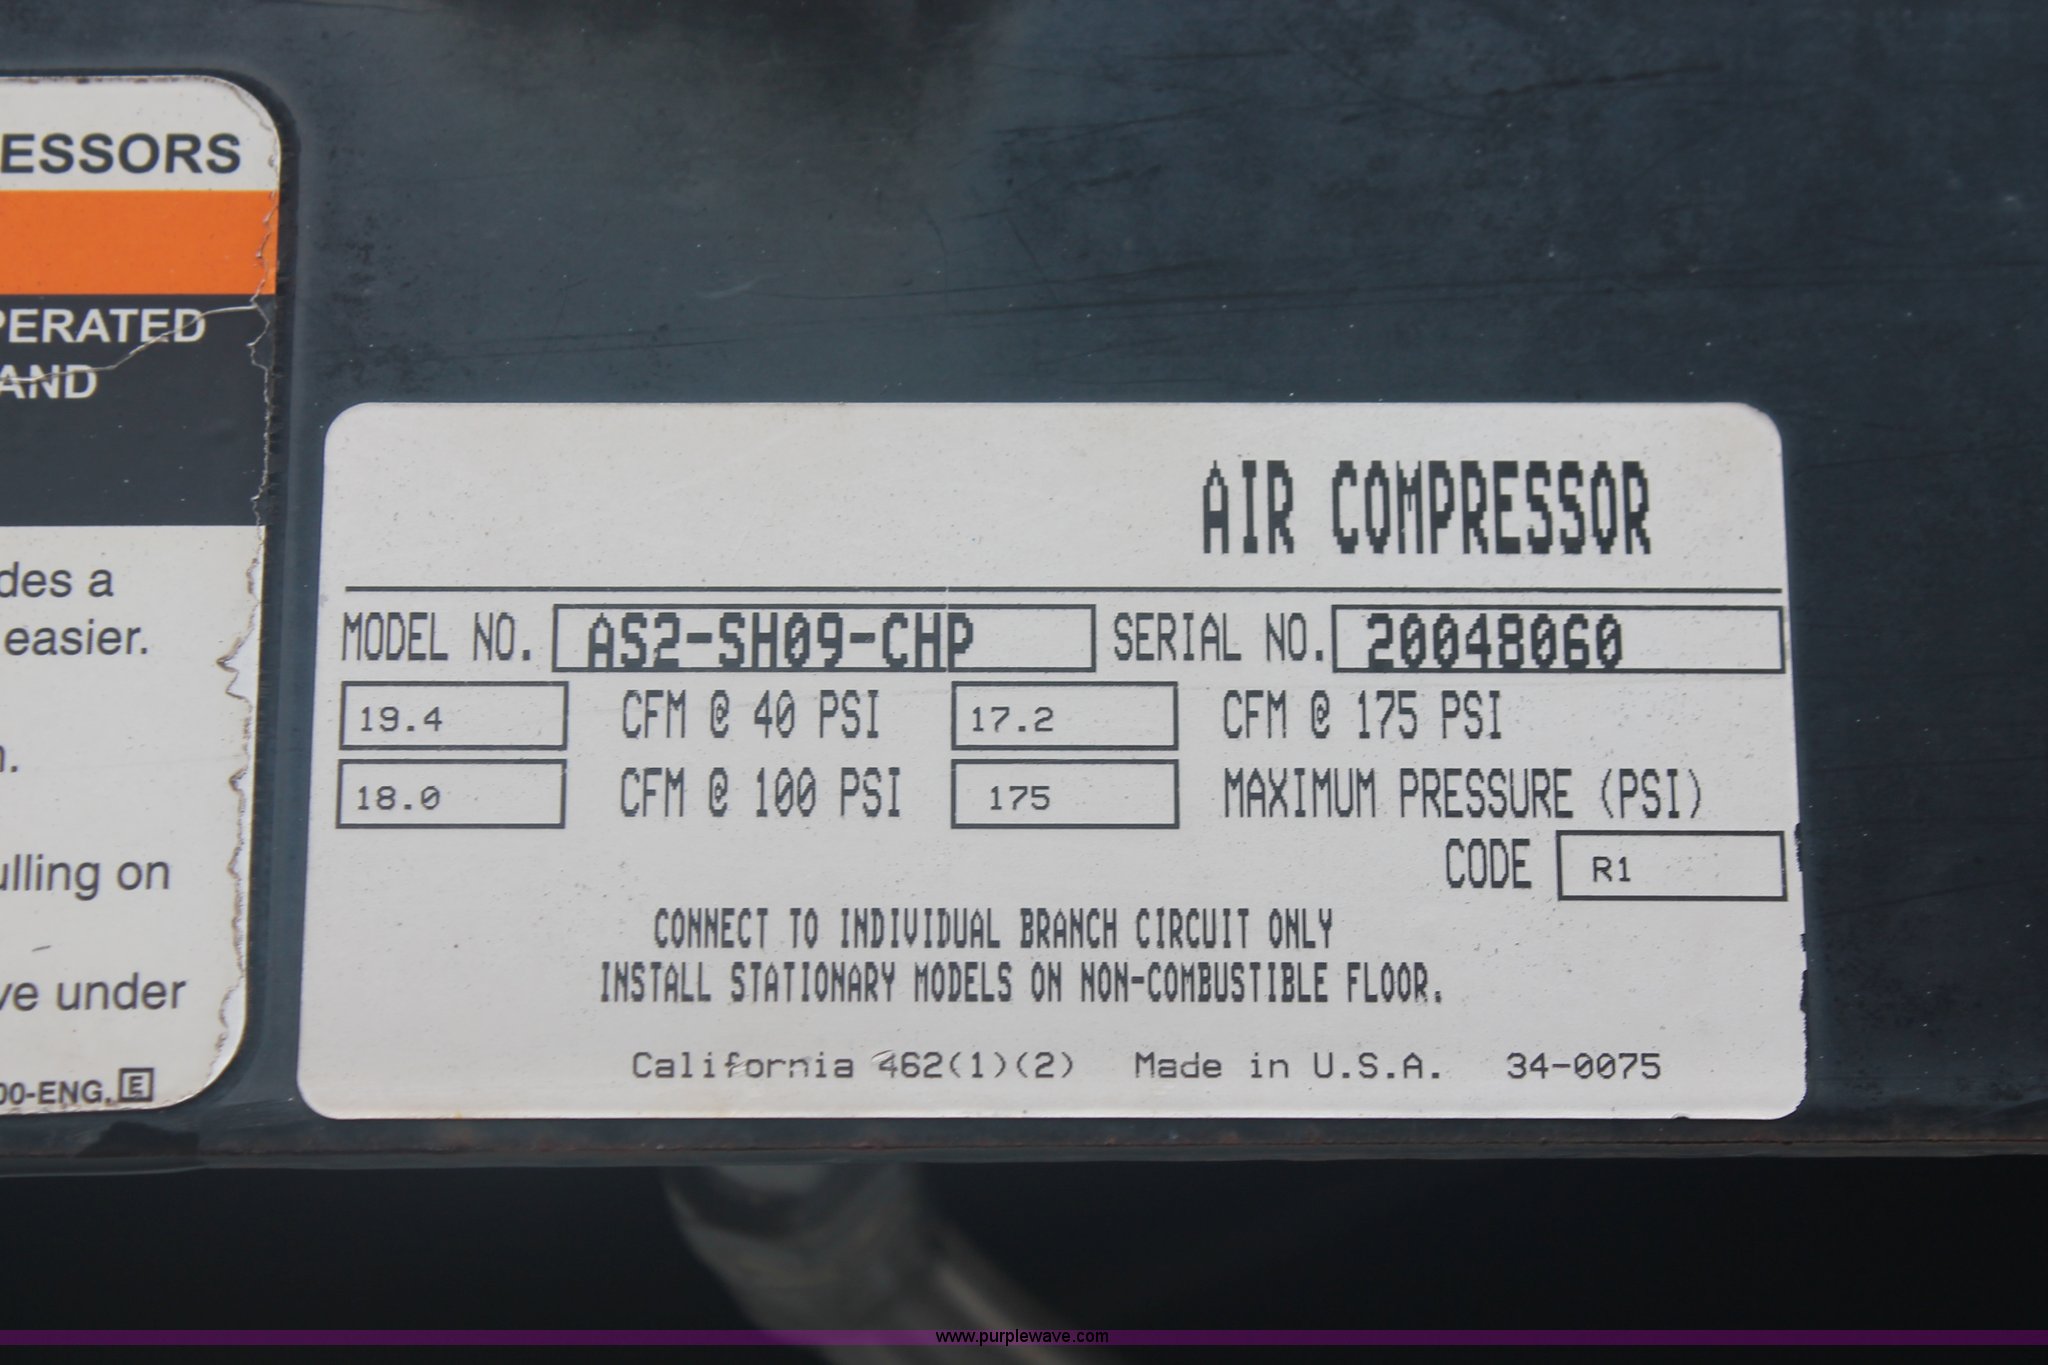 ESSORS
PERATED
AND
des a
easier.
n.
ulling on
ve under
00-ENG. E
AIR COMPRESSOR
MODEL NO. AS2-SH09-CHP SERIAL NO. 20048060
19.4 CFM @ 40 PSI 17.2 CFM @ 175 PSI
18.0 CFM @ 100 PSI 175 MAXIMUM PRESSURE (PSI)
CODE R1
CONNECT TO INDIVIDUAL BRANCH CIRCUIT ONLY
INSTALL STATIONARY MODELS ON NON-COMBUSTIBLE FLOOR.
California 462(1)(2) Made in U.S.A. 34-0075
www.purplewave.com